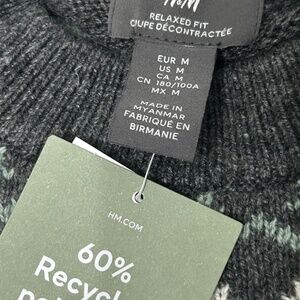 H&M
RELAXED FIT
COUPE DÉCONTRACTÉE
EUR M
US M
CA M
CN 180/100A
MX M
MADE IN
MYANMAR
FABRIQUÉ EN
BIRMANIE
HM.COM
60%